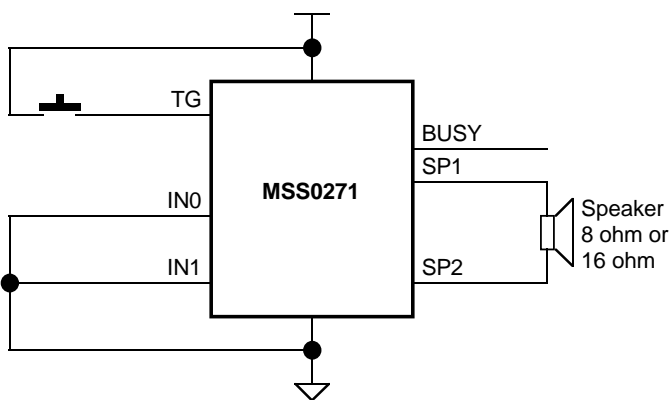 TG
BUSY
SP1
IN0
MSS0271
Speaker
8 ohm or
16 ohm
IN1
SP2